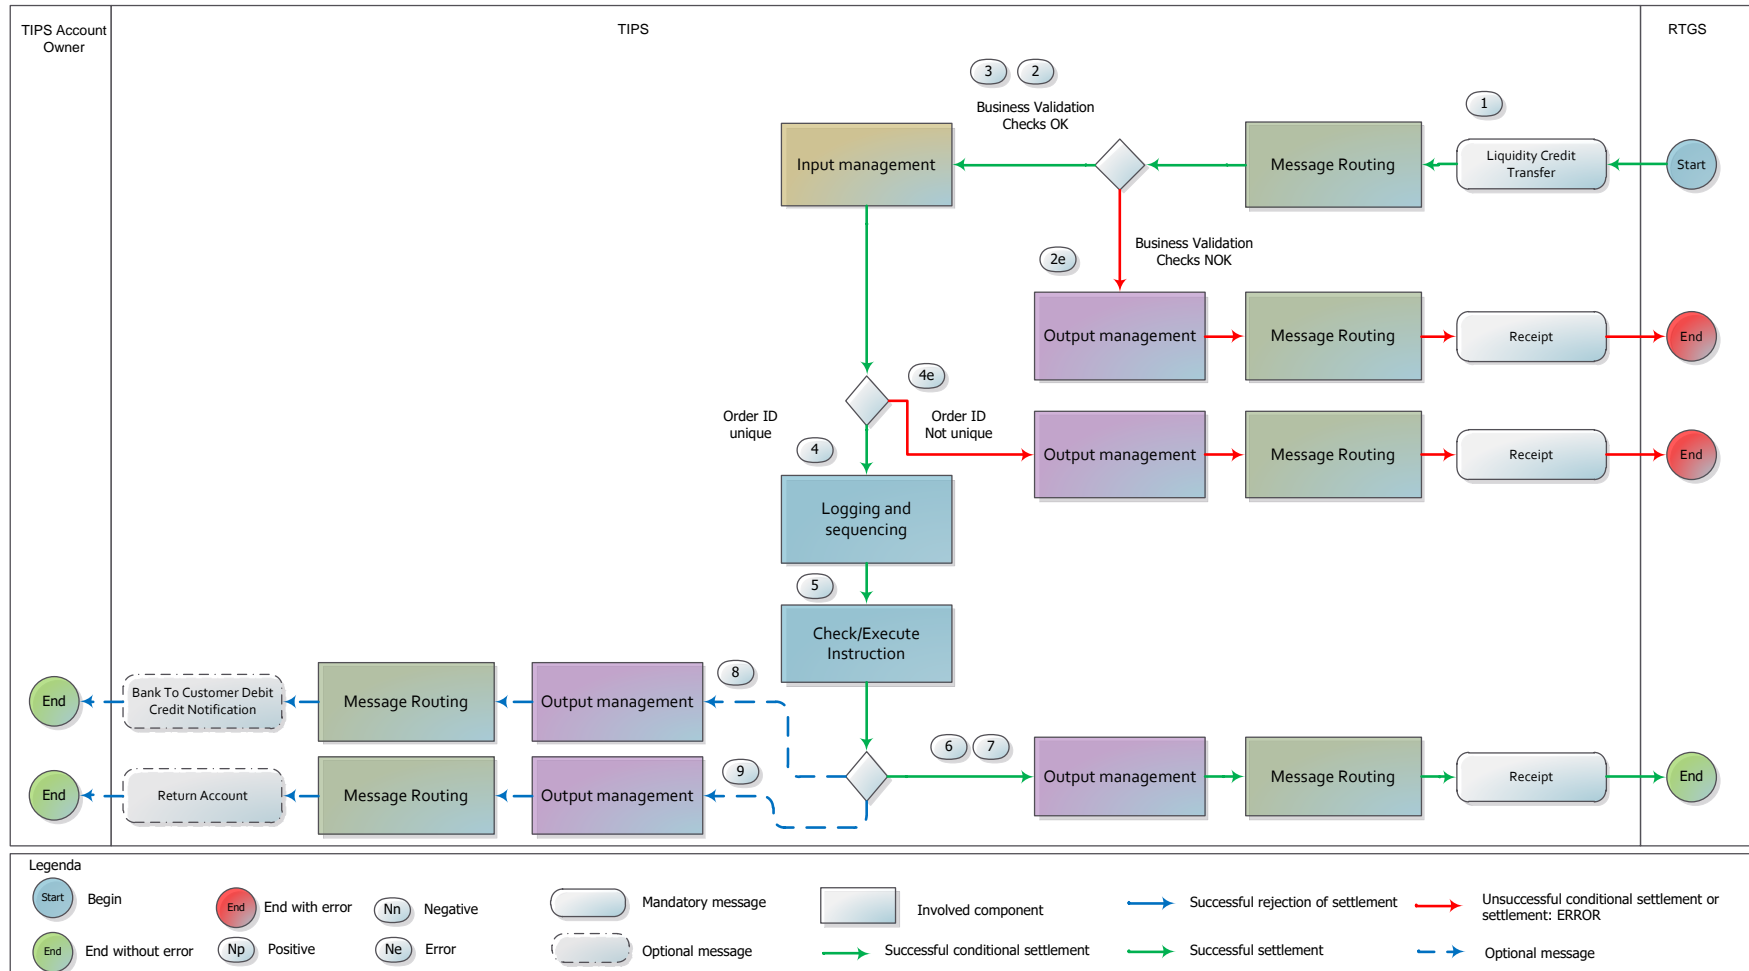 TIPS Account
Owner
TIPS
RTGS
3
2
1
Business Validation
Checks OK
Input management
Message Routing
Liquidity Credit
Transfer
Start
Business Validation
Checks NOK
2e
Output management
Message Routing
Receipt
End
4e
Order ID
unique
Order ID
Not unique
4
Output management
Message Routing
Receipt
End
Logging and
sequencing
5
Check/Execute
Instruction
8
End
Bank To Customer Debit
Credit Notification
Message Routing
Output management
6
7
9
End
Return Account
Message Routing
Output management
Output management
Message Routing
Receipt
End
Legenda
Start
Begin
End
End with error
Nn
Negative
Mandatory message
Involved component
Successful rejection of settlement
Unsuccessful conditional settlement or
settlement: ERROR
End
End without error
Np
Positive
Ne
Error
Optional message
Successful conditional settlement
Successful settlement
Optional message